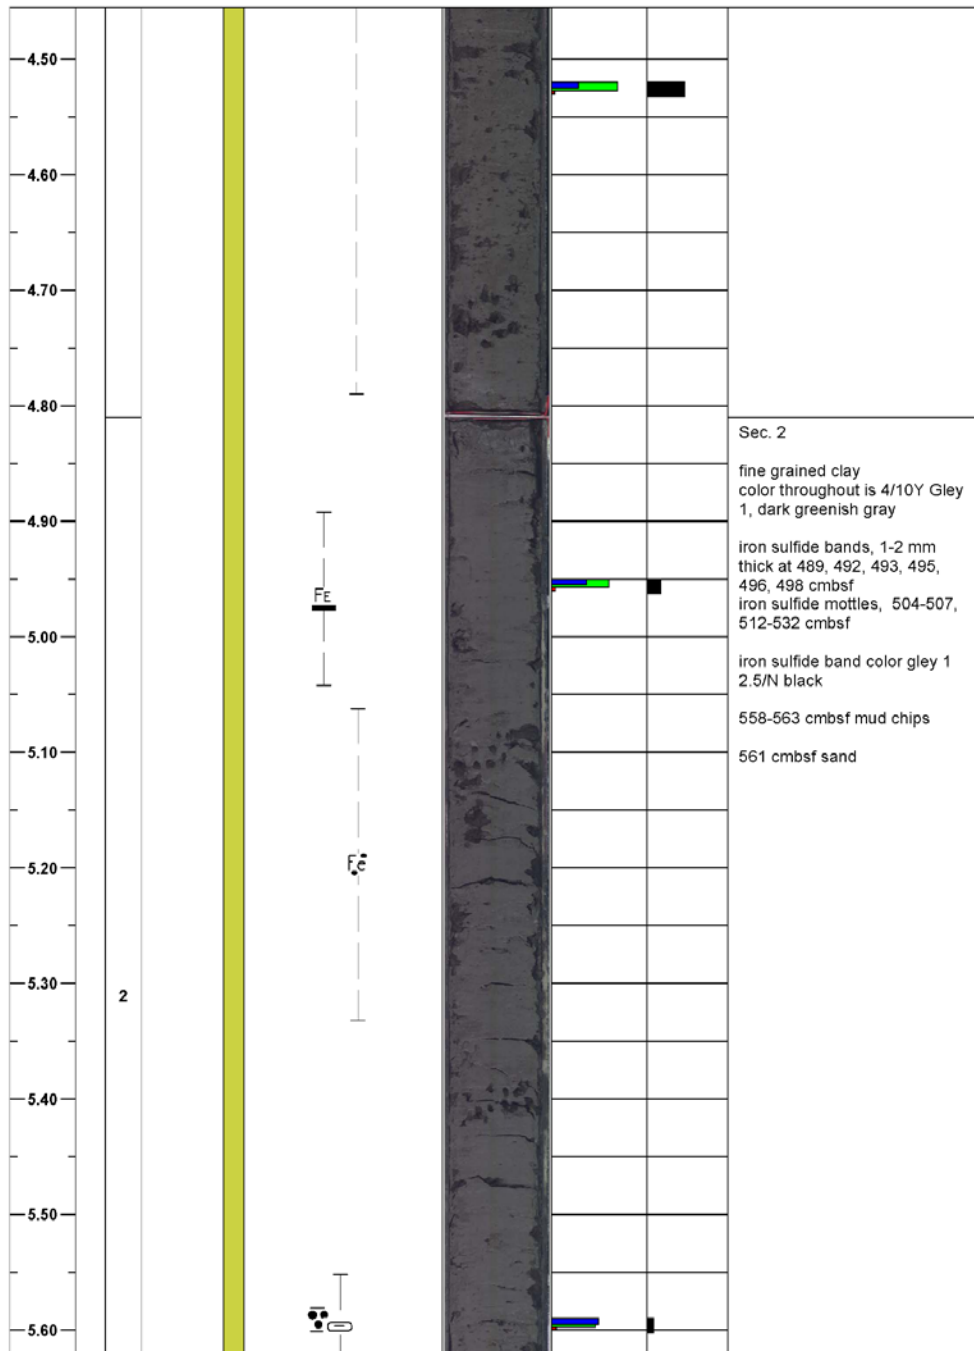 4.50
4.60
4.70
4.80
Sec. 2
fine grained clay
color throughout is 4/10Y Gley
1, dark greenish gray
4.90
iron sulfide bands, 1-2 mm
thick at 489, 492, 493, 495,
496, 498 cmbsf
iron sulfide mottles, 504-507,
512-532 cmbsf
FE
5.00
iron sulfide band color gley 1
2.5/N black
558-563 cmbsf mud chips
5.10
561 cmbsf sand
5.20
Fe
5.30
2
5.40
5.50
5.60